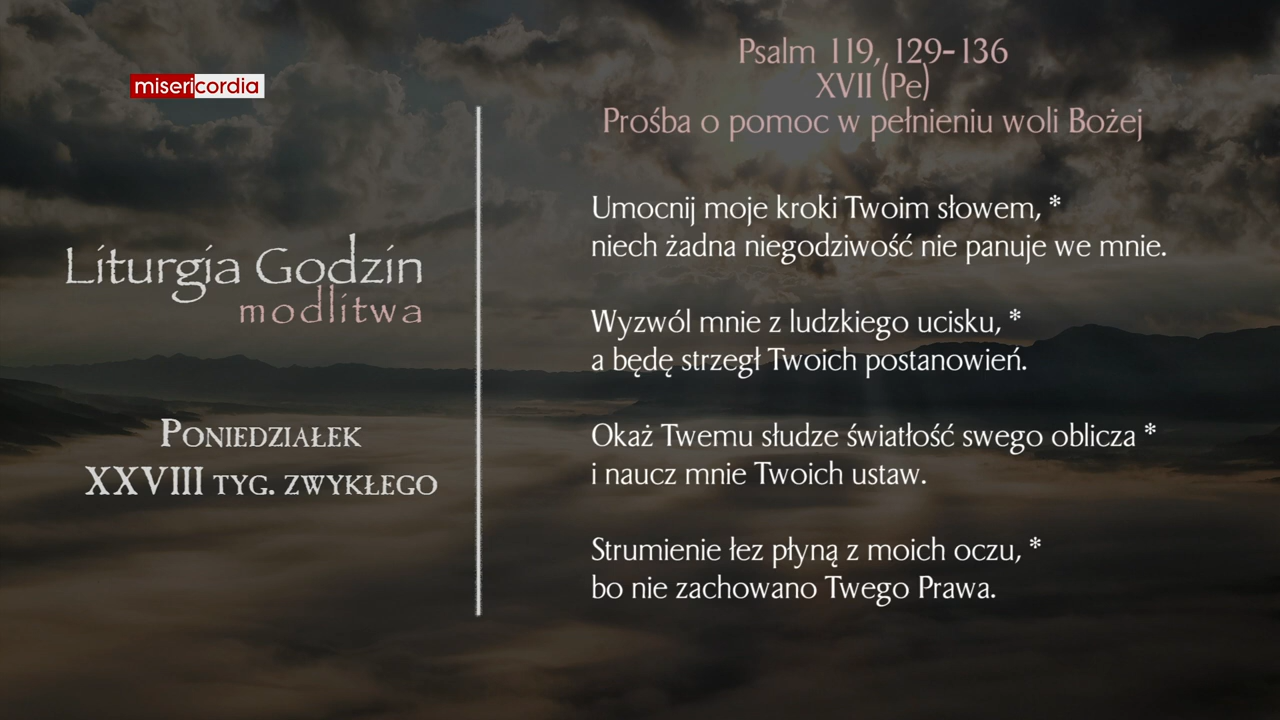 misericordia
Liturgia Godzin
modlitwa
Poniedziałek
XXVIII tyg. zwykłego
Psalm 119, 129-136
XVII (Pe)
Prośba o pomoc w pełnieniu woli Bożej
Umocnij moje kroki Twoim słowem, *
niech żadna niegodziwość nie panuje we mnie.
Wyzwól mnie z ludzkiego ucisku, *
a będę strzegł Twoich postanowień.
Okaż Twemu słudze światłość swego oblicza *
i naucz mnie Twoich ustaw.
Strumienie łez płyną z moich oczu, *
bo nie zachowano Twego Prawa.